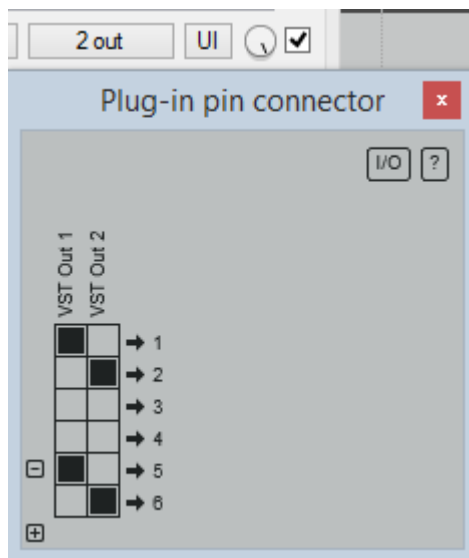 2 out UI
Plug-in pin connector x
I/O ?
VST Out 1
VST Out 2
1
2
3
4
- 5
6
+